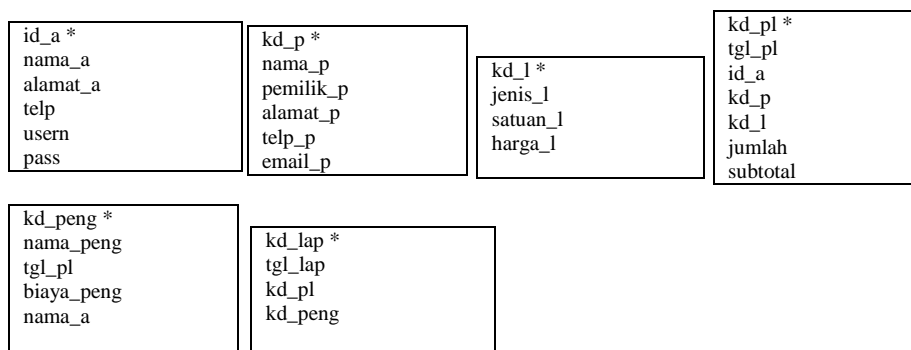 id_a *
nama_a
alamat_a
telp
usern
pass
kd_p *
nama_p
pemilik_p
alamat_p
telp_p
email_p
kd_l *
jenis_l
satuan_l
harga_l
kd_pl *
tgl_pl
id_a
kd_p
kd_l
jumlah
subtotal
kd_peng *
nama_peng
tgl_pl
biaya_peng
nama_a
kd_lap *
tgl_lap
kd_pl
kd_peng